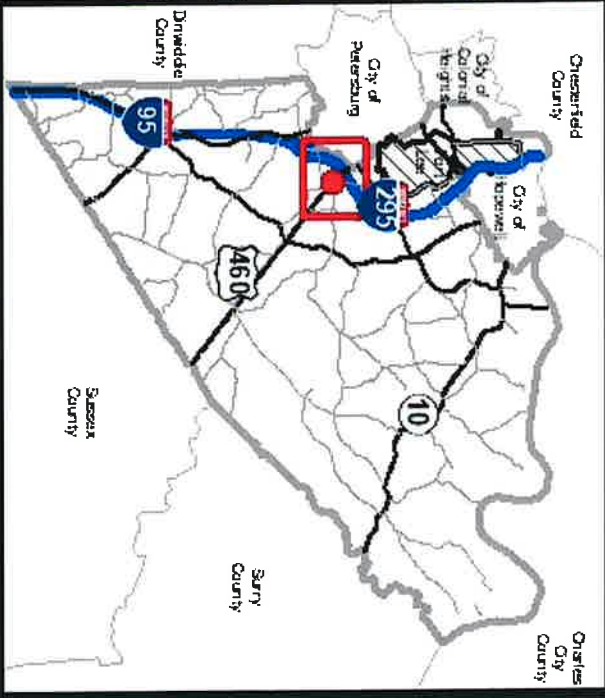 Chesterfield
County
City of
Colonial
Heights
City of
Hopewell
City of
Petersburg
Fort
Lee
Dinwiddie
County
Charles
City
County
295
95
460
10
Surry
County
Sussex
County